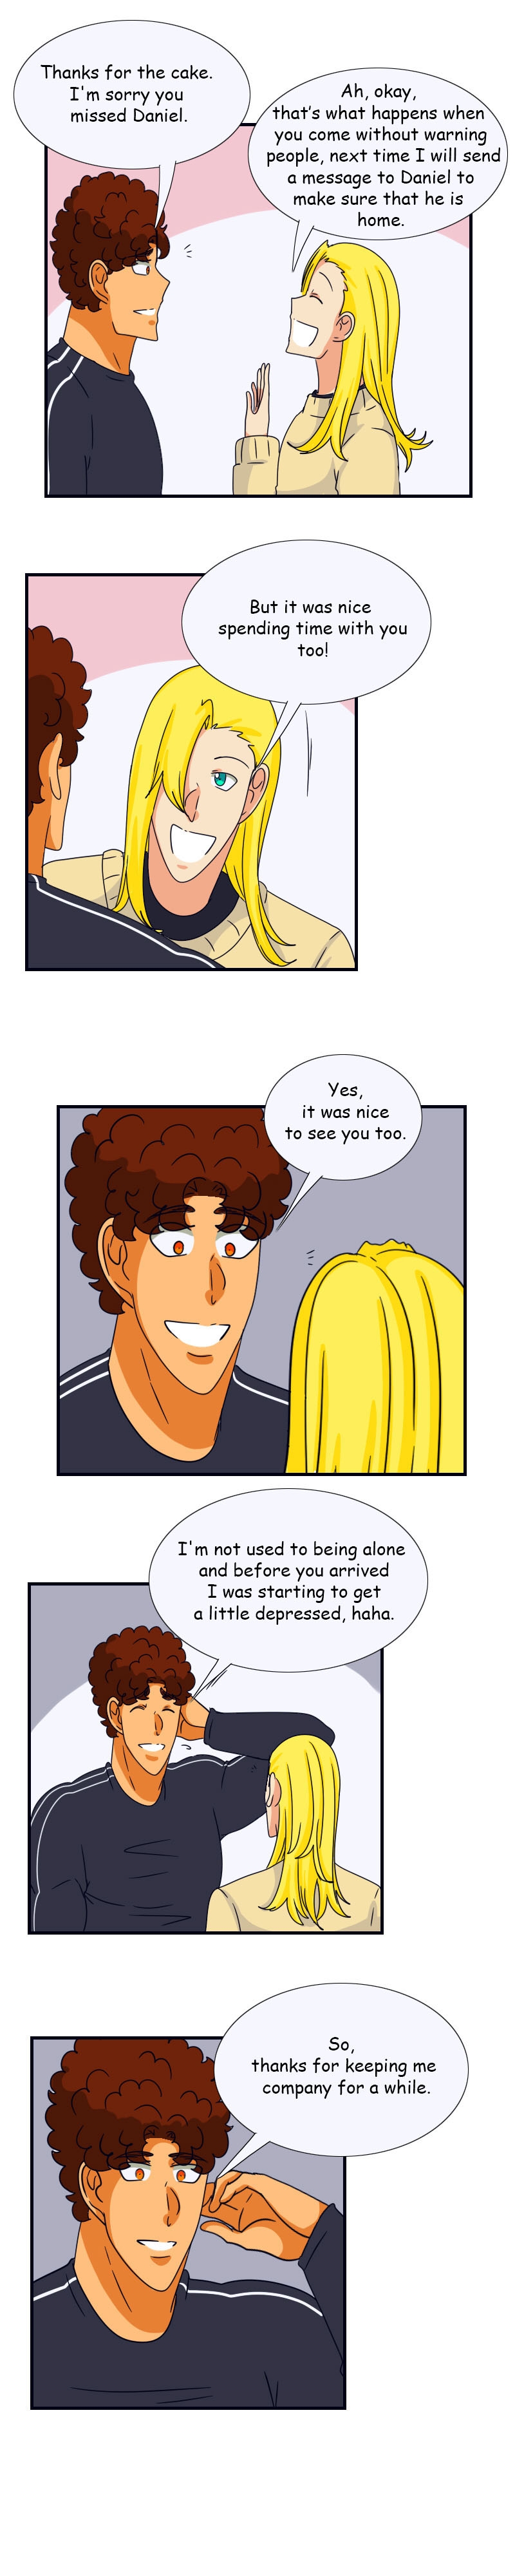 Thanks for the cake.
I'm sorry you
missed Daniel.
Ah, okay,
that's what happens when
you come without warning
people, next time I will send
a message to Daniel to
make sure that he is
home.
But it was nice
spending time with you
too!
Yes,
it was nice
to see you too.
I'm not used to being alone
and before you arrived
I was starting to get
a little depressed, haha.
So,
thanks for keeping me
company for a while.